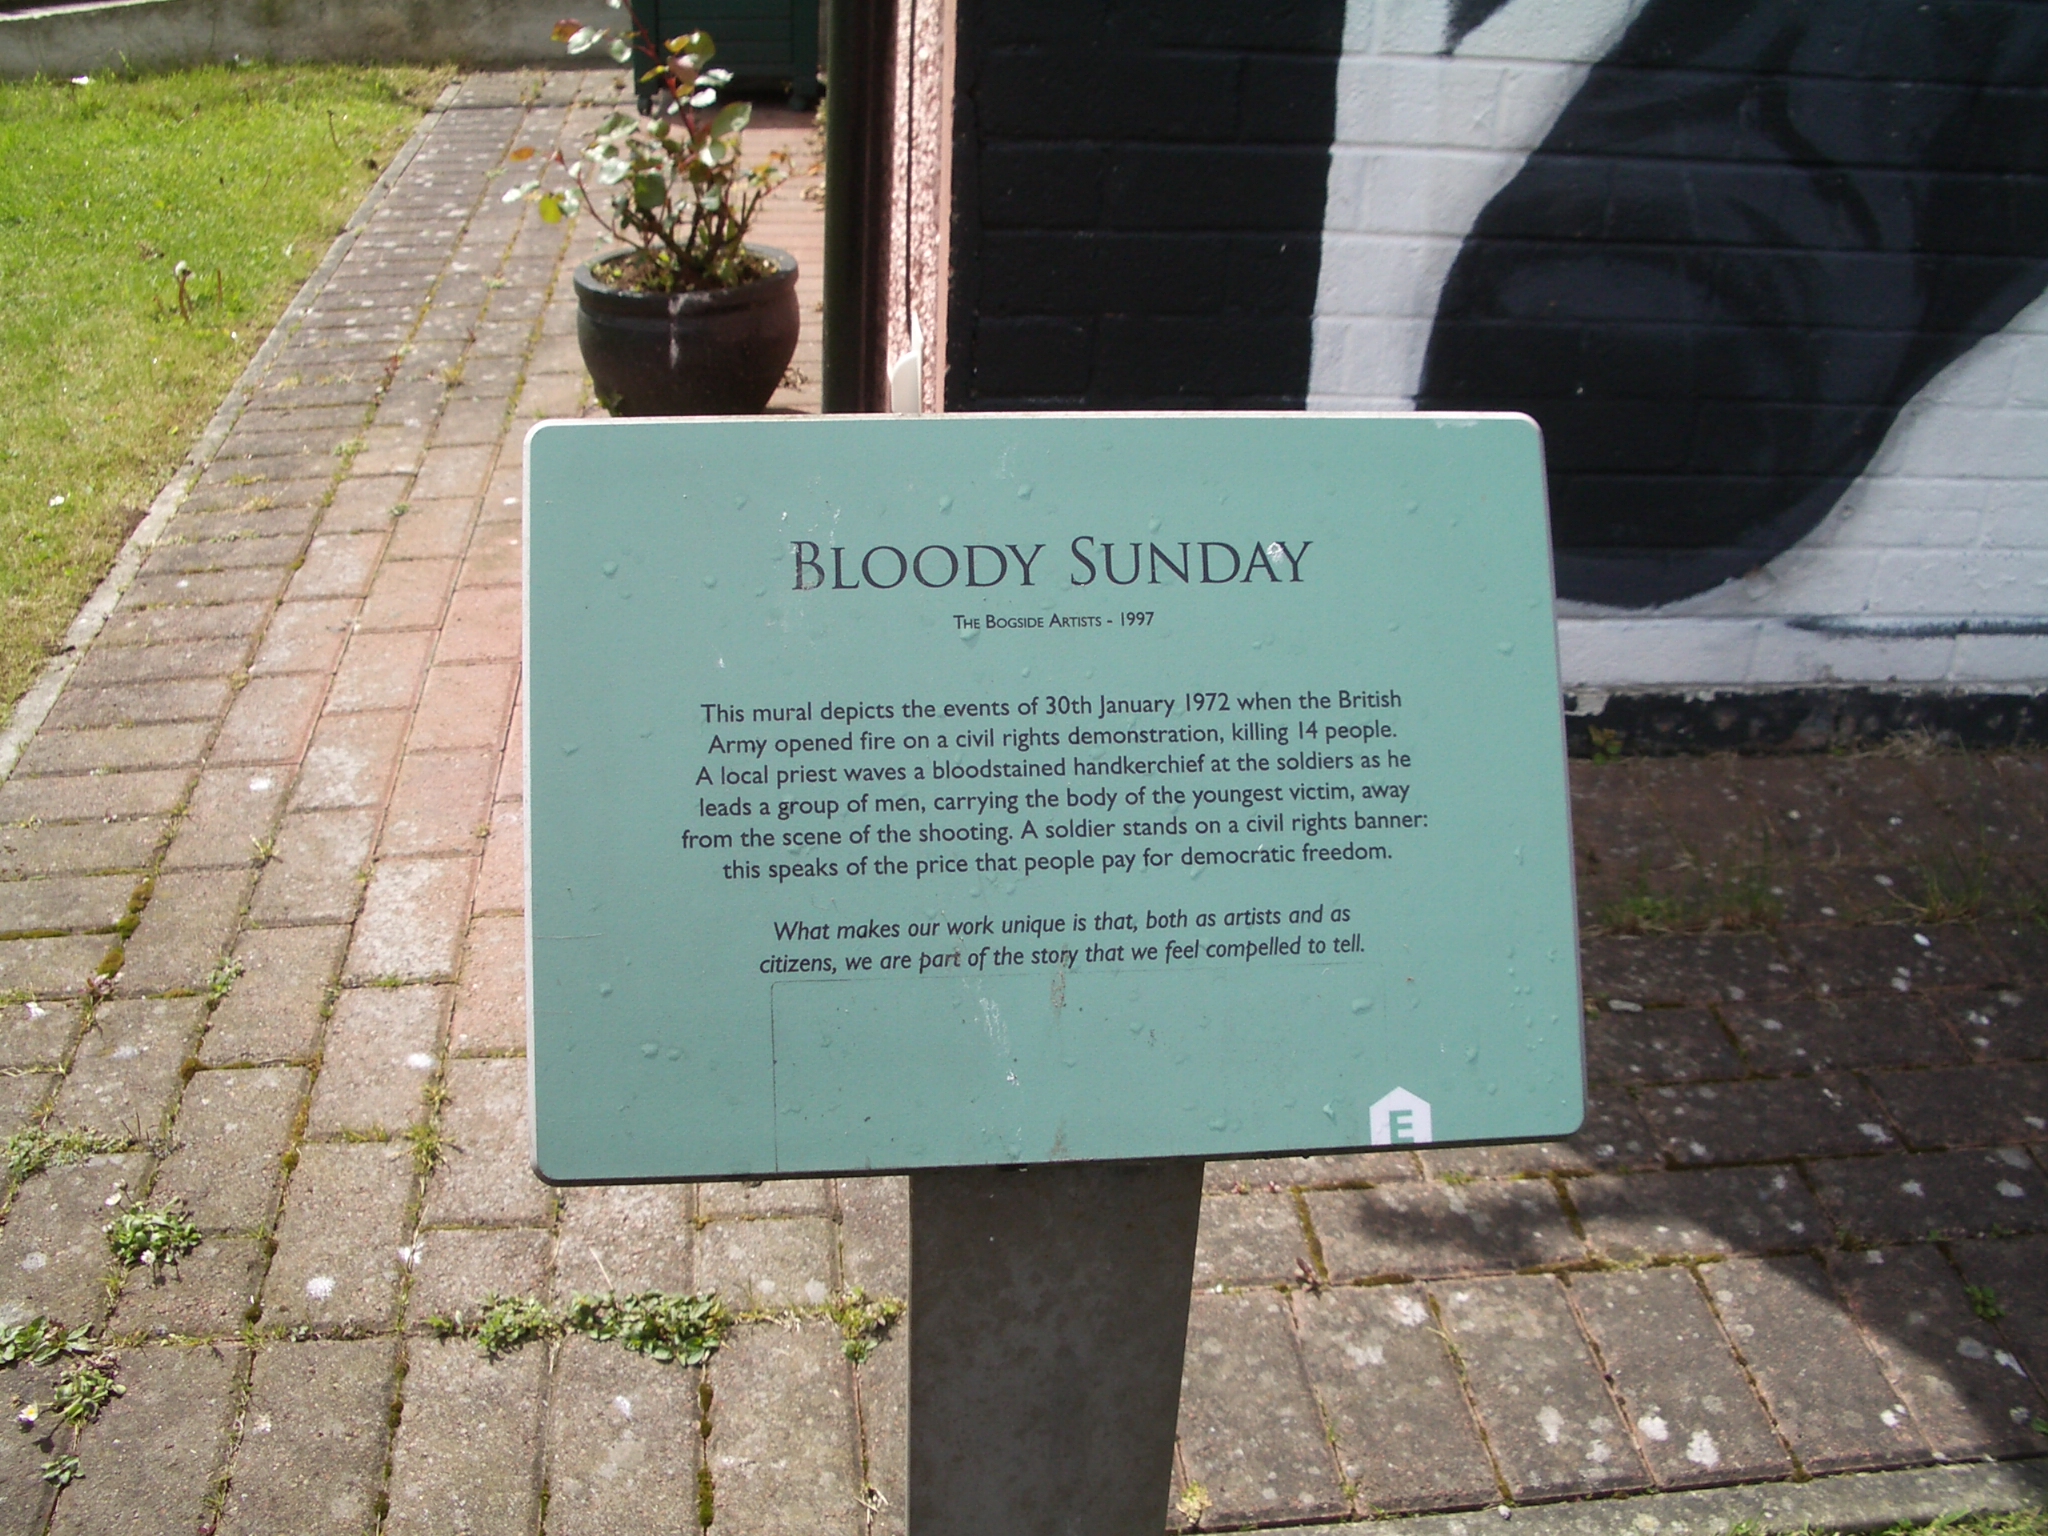 BLOODY SUNDAY
THE BOGSIDE ARTISTS - 1997
This mural depicts the events of 30th January 1972 when the British
Army opened fire on a civil rights demonstration, killing 14 people.
A local priest waves a bloodstained handkerchief at the soldiers as he
leads a group of men, carrying the body of the youngest victim, away
from the scene of the shooting. A soldier stands on a civil rights banner:
this speaks of the price that people pay for democratic freedom.
What makes our work unique is that, both as artists and as
citizens, we are part of the story that we feel compelled to tell.
E